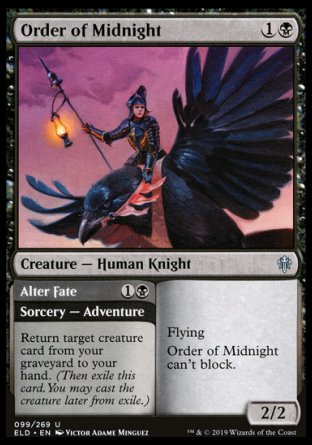 Order of Midnight 1
Creature — Human Knight
Alter Fate 1
Sorcery — Adventure
Return target creature
card from your
graveyard to your
hand. (Then exile this
card. You may cast the
creature later from exile.)
Flying
Order of Midnight
can't block.
2/2
099/269 U
ELD • EN Victor Adame Minguez
™ & © 2019 Wizards of the Coast